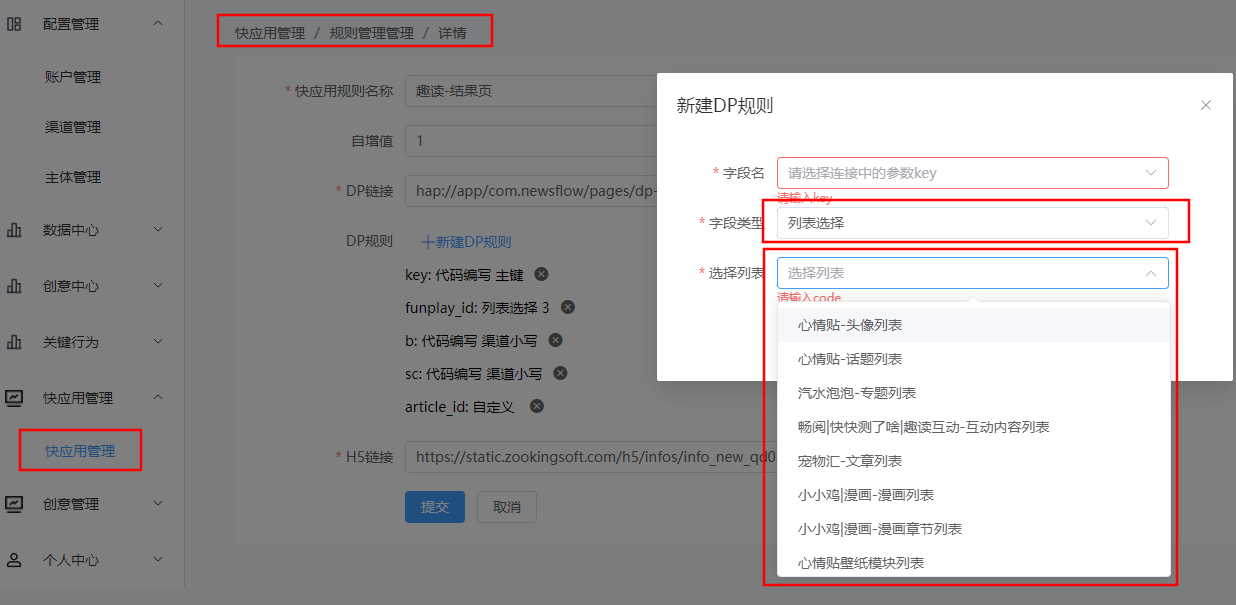 配置管理
账户管理
渠道管理
主体管理
数据中心
创意中心
关键行为
快应用管理
快应用管理
创意管理
个人中心
快应用管理 / 规则管理管理 / 详情
* 快应用规则名称 趣读-结果页
自增值 1
* DP链接 hap://app/com.newsflow/pages/dp-
DP规则 +新建DP规则
key: 代码编写 主键
funplay_id: 列表选择 3
b: 代码编写 渠道小写
sc: 代码编写 渠道小写
article_id: 自定义
* H5链接 https://static.zookingsoft.com/h5/infos/info_new_qd0
提交 取消
新建DP规则
* 字段名 请选择连接中的参数key
请输入key
* 字段类型 列表选择
* 选择列表 选择列表
请输入code
心情贴-头像列表
心情贴-话题列表
汽水泡泡-专题列表
畅阅|快快测了啥|趣读互动-互动内容列表
宠物汇-文章列表
小小鸡|漫画-漫画列表
小小鸡|漫画-漫画章节列表
心情贴壁纸模块列表